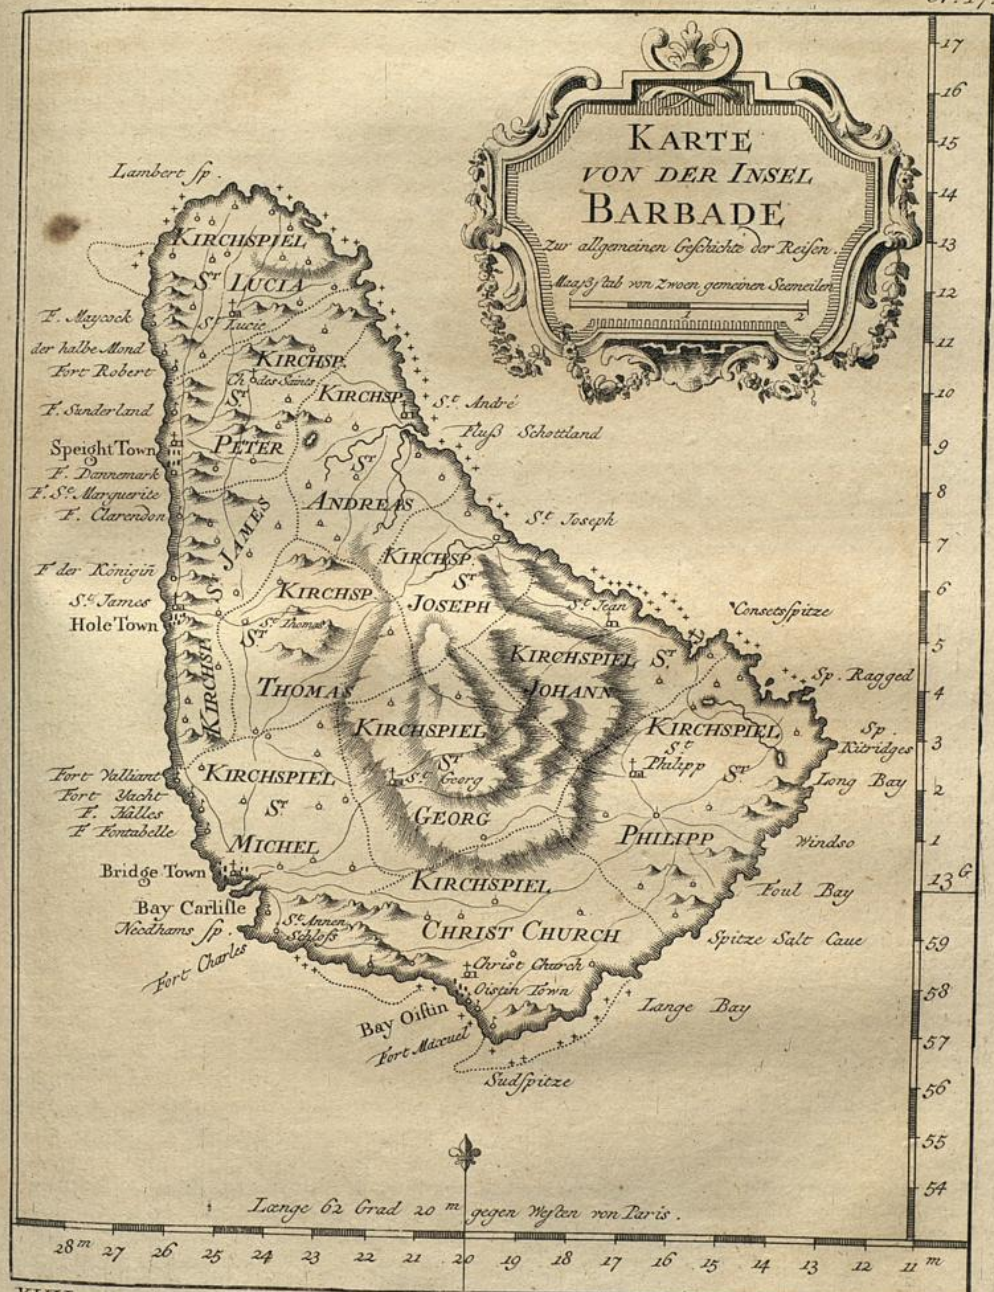 KARTE
VON DER INSEL
BARBADE
Zur allgemeinen Geschichte der Reisen.
Maaßstab von Zwoen gemeinen Seemeilen
1 2
Lambert sp.
KIRCHSPIEL
Sᵀ LUCIA
Sᵗ Lucie
F. Maycock
der halbe Mond
Fort Robert
KIRCHSP.
Ch. des Saints
Sᵀ
PETER
F. Sunderland
Speight Town
F. Dannemark
F. Sᵗᵉ Marguerite
F. Clarendon
KIRCHSP.
Sᵀ
ANDREAS
Sᵗ André
Fluß Schottland
Sᵗ Joseph
KIRCHSP.
Sᵀ
JOSEPH
F der Königiñ
Sᵗ James
Hole Town
KIRCHSP. Sᵀ JAMES
KIRCHSP.
Sᵀ
Sᵗ Thomas
THOMAS
Sᵗ Jean
KIRCHSPIEL Sᵀ
JOHANN
Consetsspitze
Sp. Ragged
Sp.
Kitridges
Long Bay
Windso
Foul Bay
Spitze Salt Caue
Lange Bay
KIRCHSPIEL
Sᵀ
Sᵗ Georg
GEORG
KIRCHSPIEL
Sᵗ
Philipp
Sᵀ
PHILIPP
Fort Valliant
Fort Yacht
F. Halles
F Fontabelle
KIRCHSPIEL
Sᵀ
MICHEL
Bridge Town
Bay Carlisle
Needhams sp.
Fort Charles
Sᵗ Annen
Schloß
KIRCHSPIEL
CHRIST CHURCH
Christ Church
Oistin Town
Bay Oistin
Fort Maxuel
Sudspitze
17
16
15
14
13
12
11
10
9
8
7
6
5
4
3
2
1
13 G
59
58
57
56
55
54
Længe 62 Grad 20 ᵐ gegen Westen von Paris.
28ᵐ 27 26 25 24 23 22 21 20 19 18 17 16 15 14 13 12 11 ᵐ